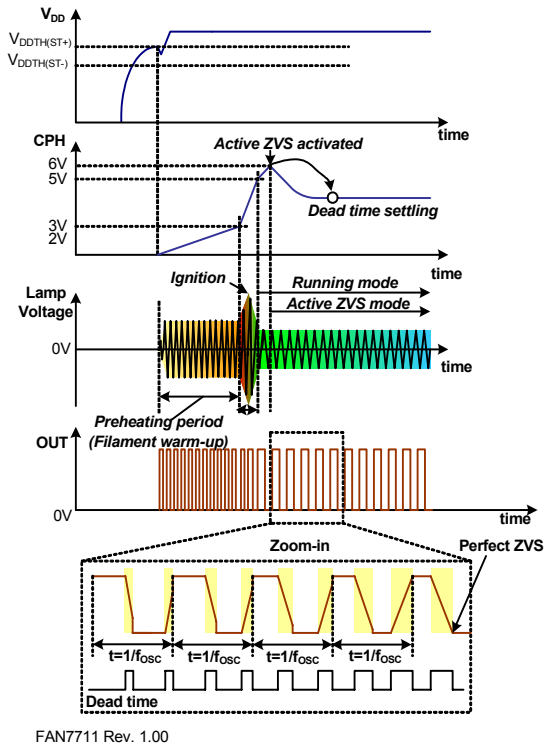 VDD
VDDTH(ST+)
VDDTH(ST-)
time
CPH
Active ZVS activated
6V
5V
Dead time settling
3V
2V
time
Ignition
Running mode
Lamp
Voltage
Active ZVS mode
0V
time
Preheating period
(Filament warm-up)
OUT
0V
time
Zoom-in
Perfect ZVS
t=1/fOSC
t=1/fOSC
t=1/fOSC
t=1/fOSC
Dead time
FAN7711 Rev. 1.00